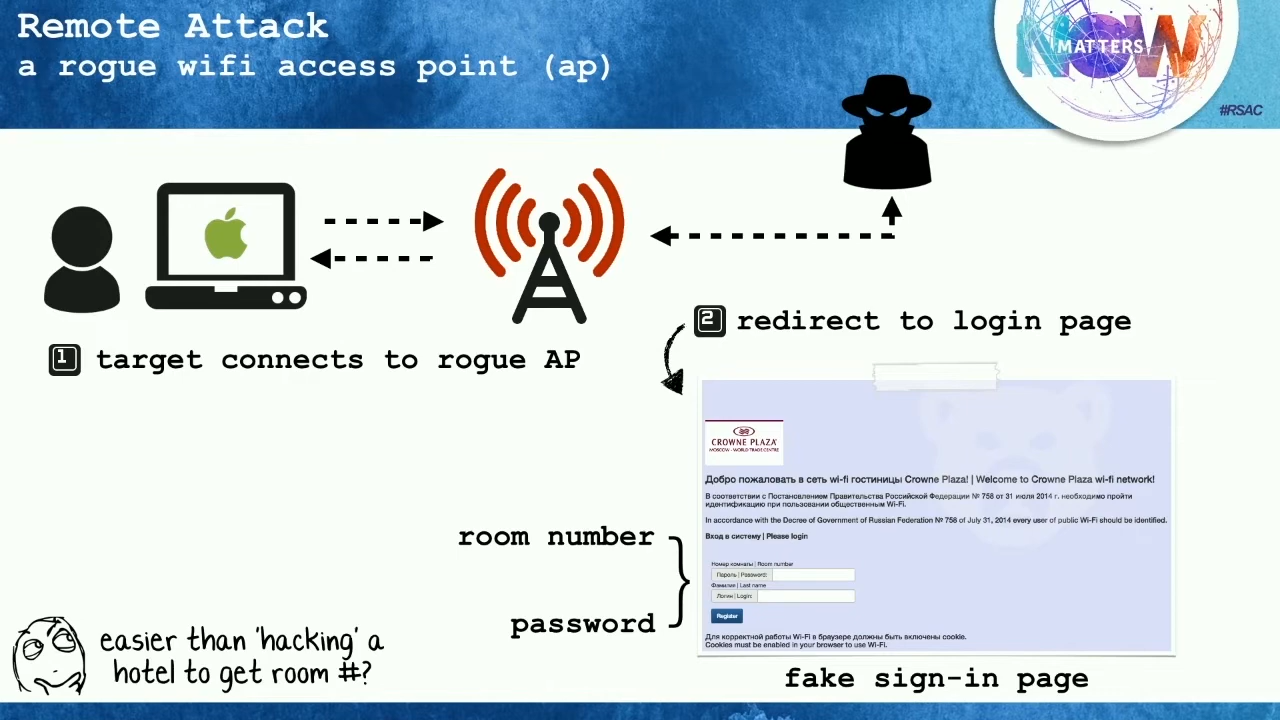 Remote Attack
a rogue wifi access point (ap)
NOW
MATTERS
#RSAC
1 target connects to rogue AP
2 redirect to login page
CROWNE PLAZA
MOSCOW - WORLD TRADE CENTRE
Добро пожаловать в сеть wi-fi гостиницы Crowne Plaza! | Welcome to Crowne Plaza wi-fi network!
В соответствии с Постановлением Правительства Российской Федерации № 758 от 31 июля 2014 г. необходимо пройти
идентификацию при пользовании общественным Wi-Fi.
In accordance with the Decree of Government of Russian Federation № 758 of July 31, 2014 every user of public Wi-Fi should be identified.
Вход в систему | Please login
Номер комнаты | Room number
Пароль | Password:
Фамилия | Last name
Логин | Login:
Register
Для корректной работы Wi-Fi в браузере должны быть включены cookie.
Cookies must be enabled in your browser to use Wi-Fi.
room number
password
fake sign-in page
easier than 'hacking' a
hotel to get room #?